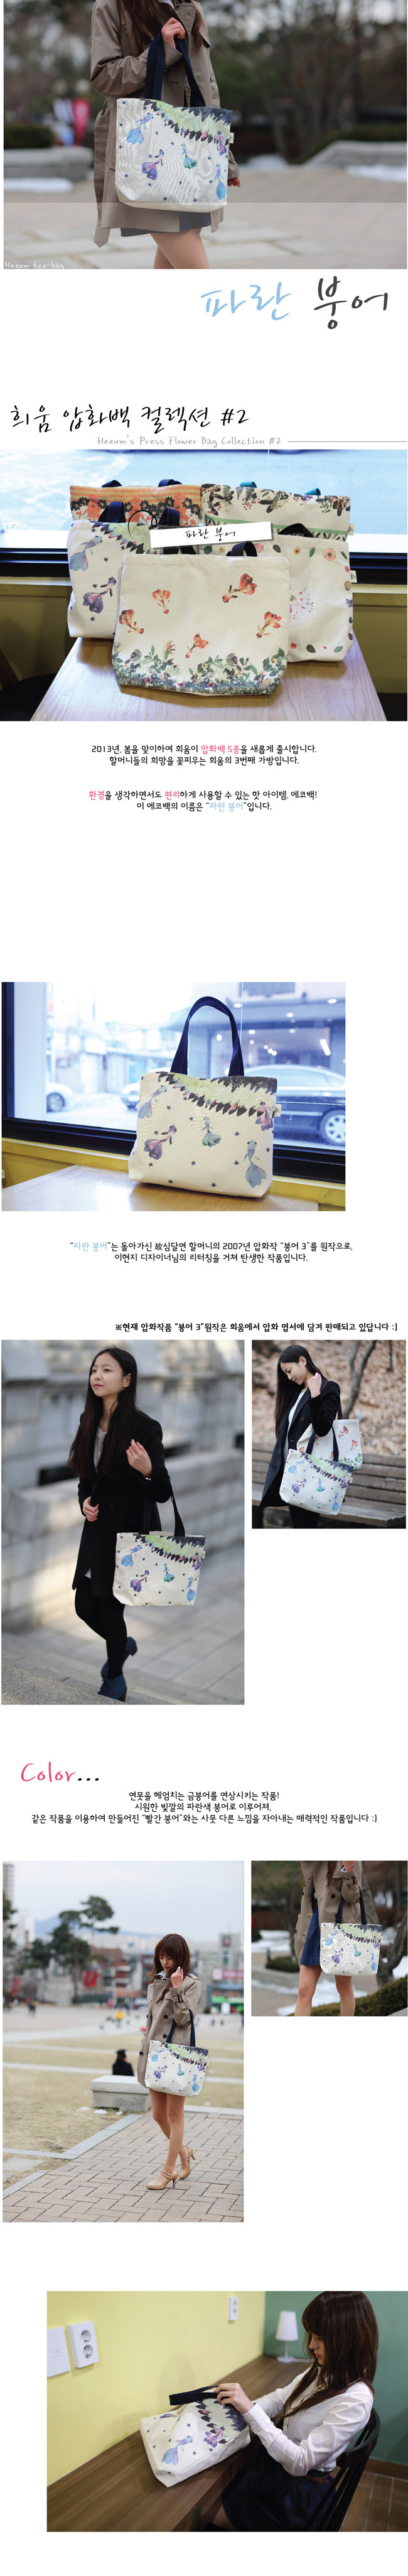 Heeum Eco-bag
파란 붕어
희움 압화백 컬렉션 #2
Heeum's Press Flower Bag Collection #2
파란 붕어
2013년, 봄을 맞이하여 희움이 압화백 5종을 새롭게 출시합니다.
할머니들의 희망을 꽃피우는 희움의 3번째 가방입니다.
환경을 생각하면서도 편리하게 사용할 수 있는 핫 아이템, 에코백!
이 에코백의 이름은 "파란 붕어"입니다.
"파란 붕어"는 돌아가신 故심달연 할머니의 2007년 압화작 "붕어 3"를 원작으로,
이현지 디자이너님의 리터칭을 거쳐 탄생한 작품입니다.
※현재 압화작품 "붕어 3"원작은 희움에서 압화 엽서에 담겨 판매되고 있답니다 :)
Color...
연못을 헤엄치는 금붕어를 연상시키는 작품!
시원한 빛깔의 파란색 붕어로 이루어져,
같은 작품을 이용하여 만들어진 "빨간 붕어"와는 사뭇 다른 느낌을 자아내는 매력적인 작품입니다 :)